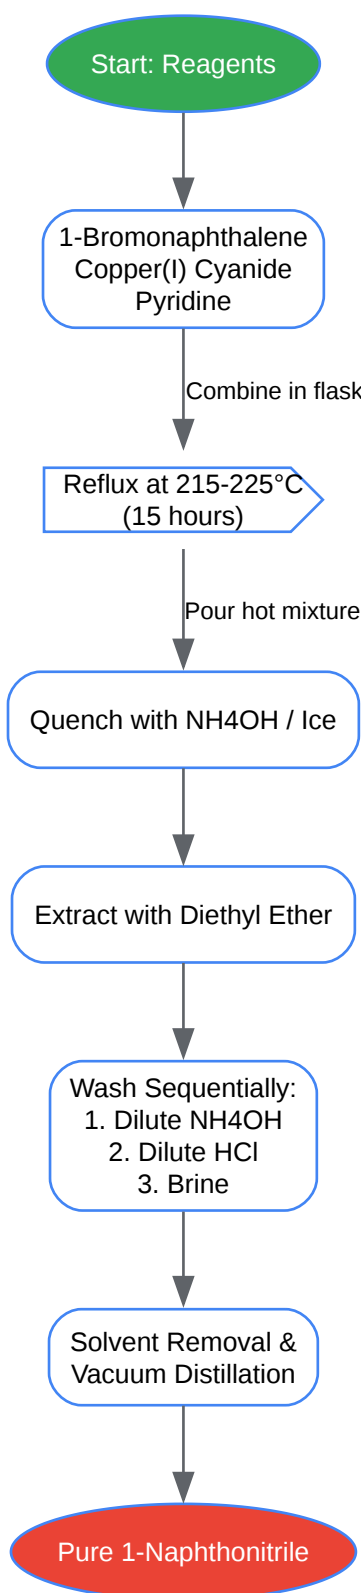 Start: Reagents
1-Bromonaphthalene
Copper(I) Cyanide
Pyridine
Combine in flask
Reflux at 215-225°C
(15 hours)
Pour hot mixture
Quench with NH4OH / Ice
Extract with Diethyl Ether
Wash Sequentially:
1. Dilute NH4OH
2. Dilute HCl
3. Brine
Solvent Removal &
Vacuum Distillation
Pure 1-Naphthonitrile